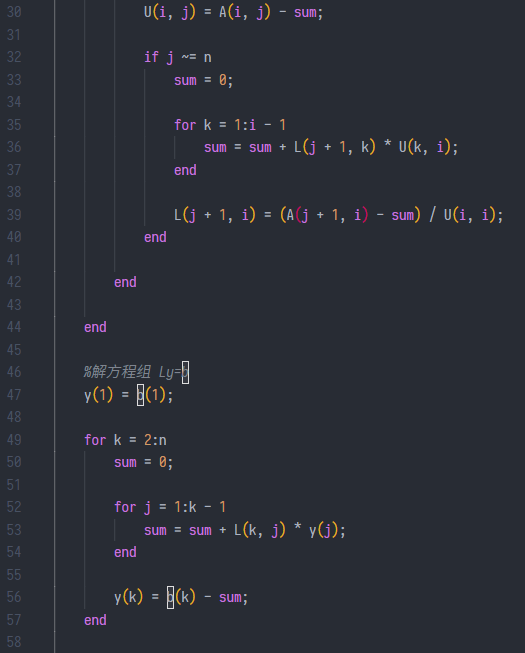 30 U(i, j) = A(i, j) - sum;
31
32 if j ~= n
33 sum = 0;
34
35 for k = 1:i - 1
36 sum = sum + L(j + 1, k) * U(k, i);
37 end
38
39 L(j + 1, i) = (A(j + 1, i) - sum) / U(i, i);
40 end
41
42 end
43
44 end
45
46 %解方程组 Ly=b
47 y(1) = b(1);
48
49 for k = 2:n
50 sum = 0;
51
52 for j = 1:k - 1
53 sum = sum + L(k, j) * y(j);
54 end
55
56 y(k) = b(k) - sum;
57 end
58